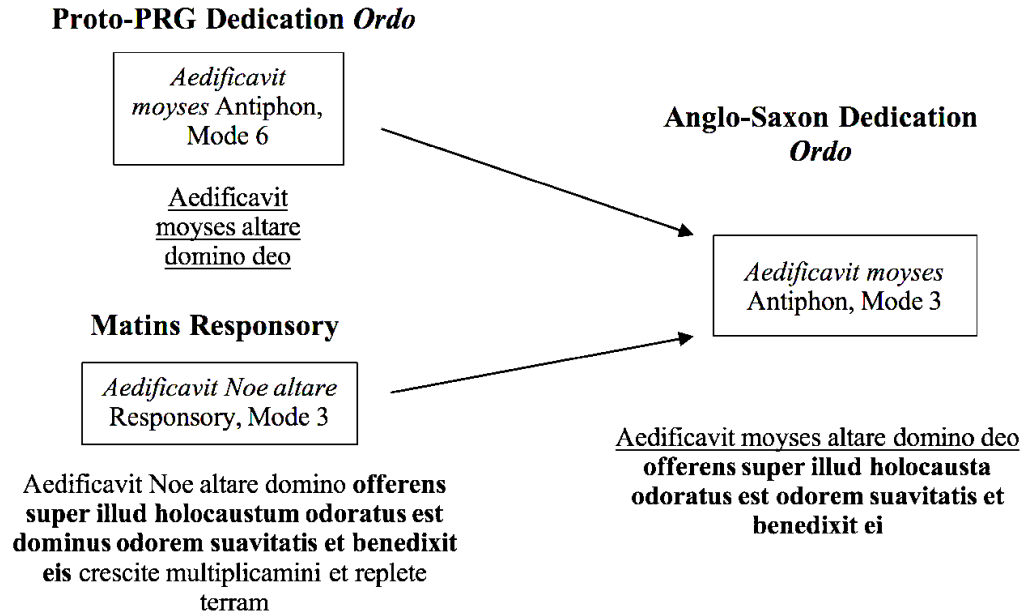 Proto-PRG Dedication Ordo
Aedificavit
moyses Antiphon,
Mode 6
Aedificavit
moyses altare
domino deo
Matins Responsory
Aedificavit Noe altare
Responsory, Mode 3
Aedificavit Noe altare domino offerens
super illud holocaustum odoratus est
dominus odorem suavitatis et benedixit
eis crescite multiplicamini et replete
terram
Anglo-Saxon Dedication
Ordo
Aedificavit moyses
Antiphon, Mode 3
Aedificavit moyses altare domino deo
offerens super illud holocausta
odoratus est odorem suavitatis et
benedixit ei